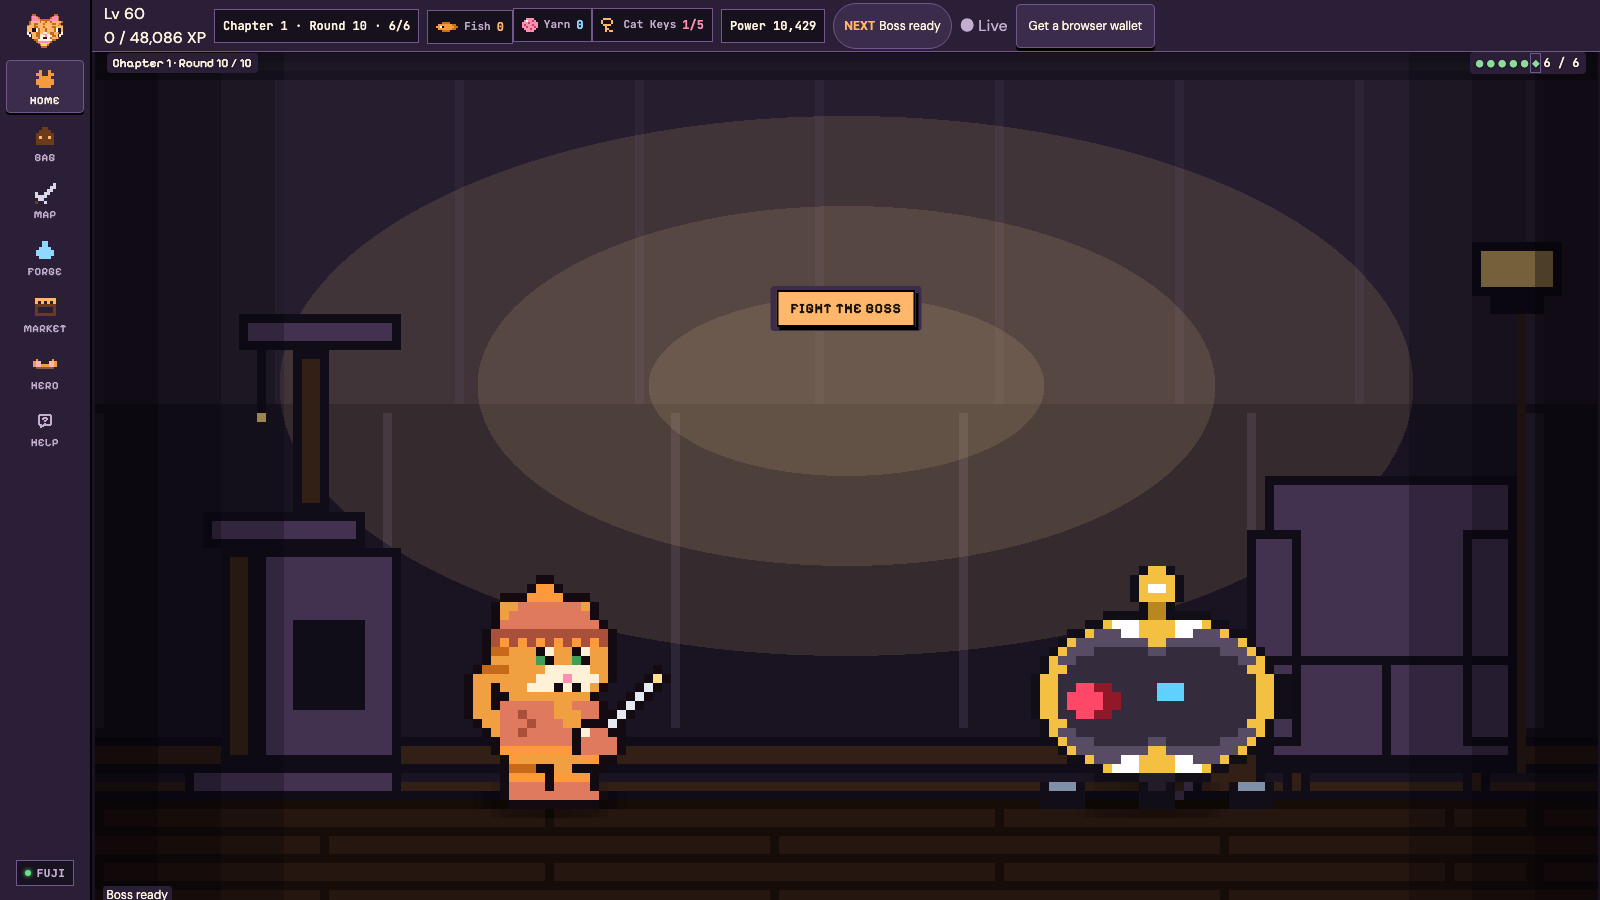 Lv 60
0 / 48,086 XP
Chapter 1 · Round 10 · 6/6
Fish 0
Yarn 0
Cat Keys 1/5
Power 10,429
NEXT Boss ready
Live
Get a browser wallet
Chapter 1 · Round 10 / 10
6 / 6
HOME
BAG
MAP
FORGE
MARKET
HERO
HELP
FIGHT THE BOSS
FUJI
Boss ready